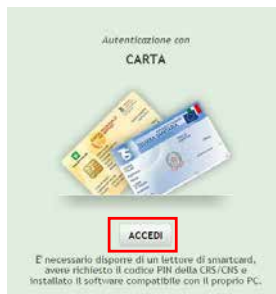 Autenticazione con
CARTA
ACCEDI
E' necessario disporre di un lettore di smartcard,
avere richiesto il codice PIN della CRS/CNS e
installato il software compatibile con il proprio PC.